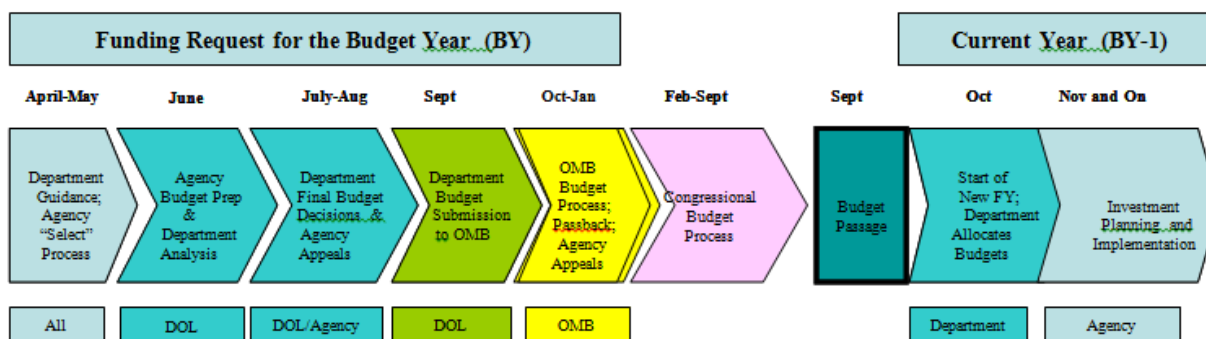 Funding Request for the Budget Year (BY)
Current Year (BY-1)
April-May
June
July-Aug
Sept
Oct-Jan
Feb-Sept
Sept
Oct
Nov and On
Department
Guidance;
Agency
“Select”
Process
Agency
Budget Prep
&
Department
Analysis
Department
Final Budget
Decisions &
Agency
Appeals
Department
Budget
Submission
to OMB
OMB
Budget
Process;
Passback;
Agency
Appeals
Congressional
Budget
Process
Budget
Passage
Start of
New FY;
Department
Allocates
Budgets
Investment
Planning and
Implementation
All
DOL
DOL/Agency
DOL
OMB
Department
Agency